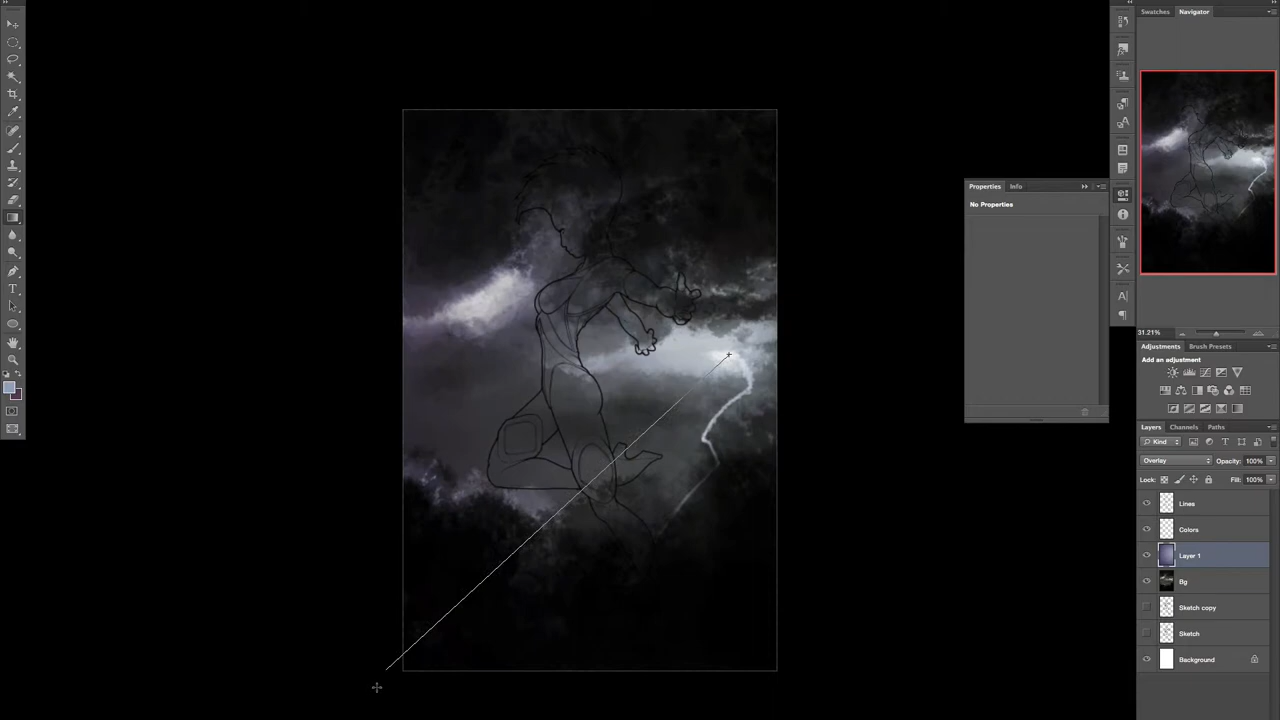 Swatches Navigator
31.21%
Properties Info
No Properties
Adjustments Brush Presets
Add an adjustment
Layers Channels Paths
Kind
Overlay Opacity: 100%
Lock: Fill: 100%
Lines
Colors
Layer 1
Bg
Sketch copy
Sketch
Background